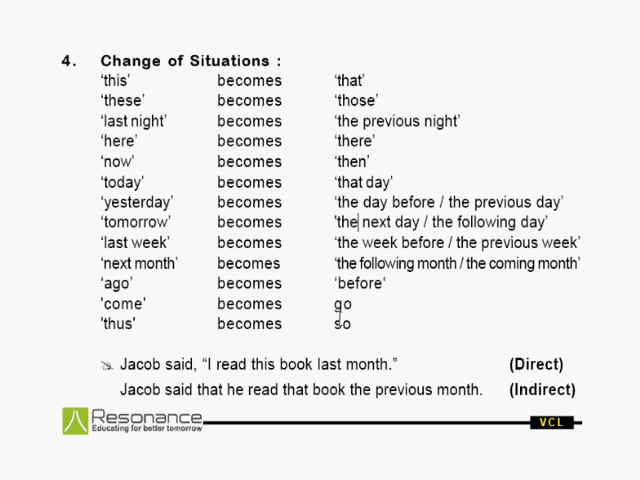 4. Change of Situations :
‘this’ becomes ‘that’
‘these’ becomes ‘those’
‘last night’ becomes ‘the previous night’
‘here’ becomes ‘there’
‘now’ becomes ‘then’
‘today’ becomes ‘that day’
‘yesterday’ becomes ‘the day before / the previous day’
‘tomorrow’ becomes 'the next day / the following day’
‘last week’ becomes ‘the week before / the previous week’
‘next month’ becomes ‘the following month / the coming month’
‘ago’ becomes ‘before‘
'come' becomes go
'thus' becomes so
Jacob said, “I read this book last month.” (Direct)
Jacob said that he read that book the previous month. (Indirect)
Resonance
Educating for better tomorrow
VCL